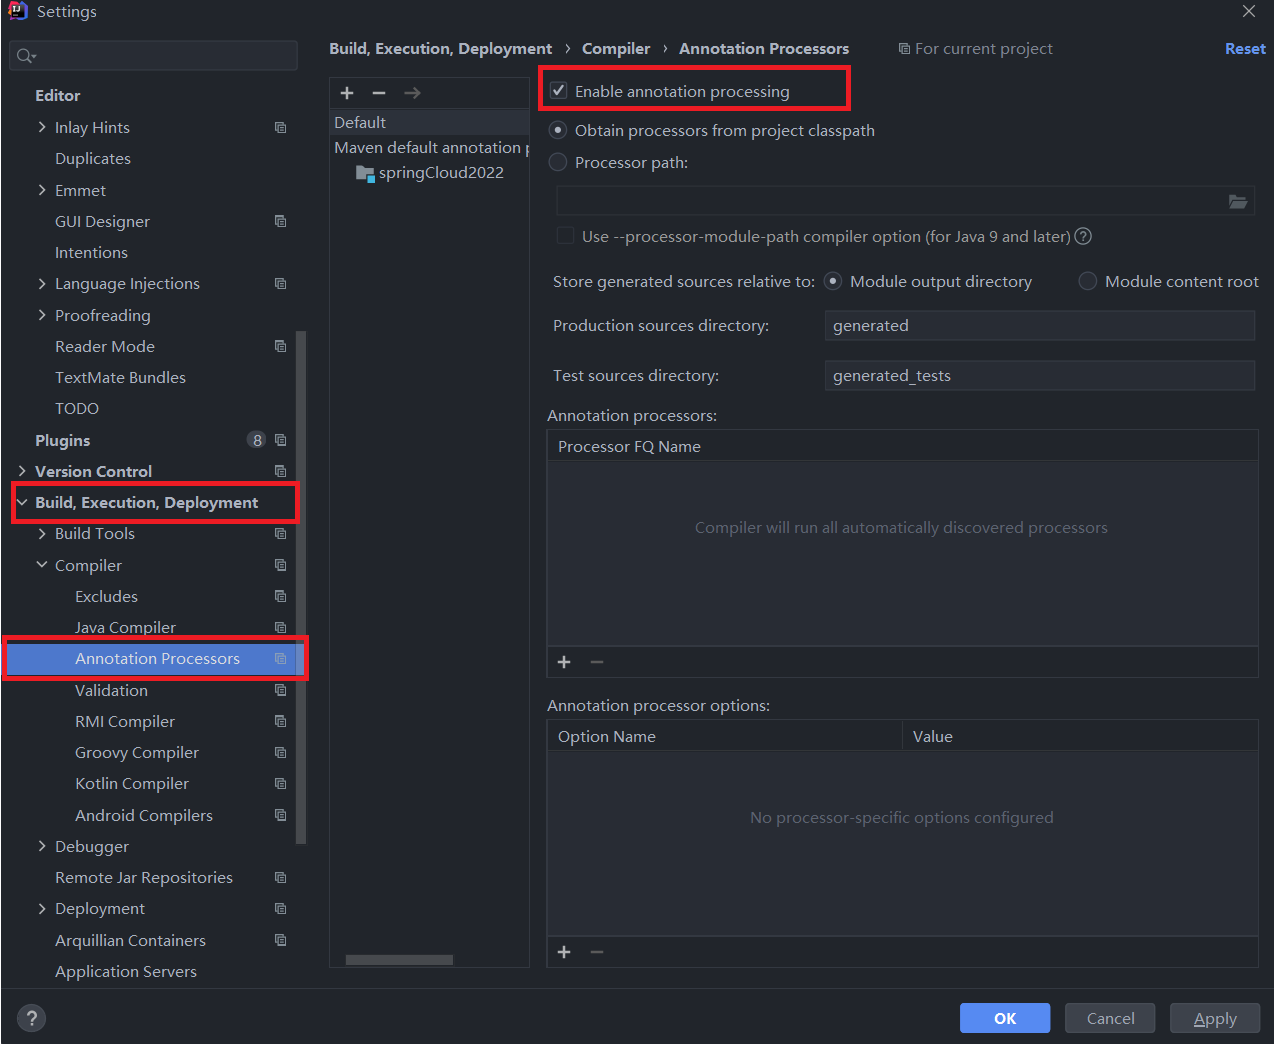 Settings
Editor
Inlay Hints
Duplicates
Emmet
GUI Designer
Intentions
Language Injections
Proofreading
Reader Mode
TextMate Bundles
TODO
Plugins 8
Version Control
Build, Execution, Deployment
Build Tools
Compiler
Excludes
Java Compiler
Annotation Processors
Validation
RMI Compiler
Groovy Compiler
Kotlin Compiler
Android Compilers
Debugger
Remote Jar Repositories
Deployment
Arquillian Containers
Application Servers
Build, Execution, Deployment › Compiler › Annotation Processors
For current project
Reset
Default
Maven default annotation p
springCloud2022
Enable annotation processing
Obtain processors from project classpath
Processor path:
Use --processor-module-path compiler option (for Java 9 and later) ?
Store generated sources relative to: Module output directory Module content root
Production sources directory: generated
Test sources directory: generated_tests
Annotation processors:
Processor FQ Name
Compiler will run all automatically discovered processors
Annotation processor options:
Option Name Value
No processor-specific options configured
? OK Cancel Apply